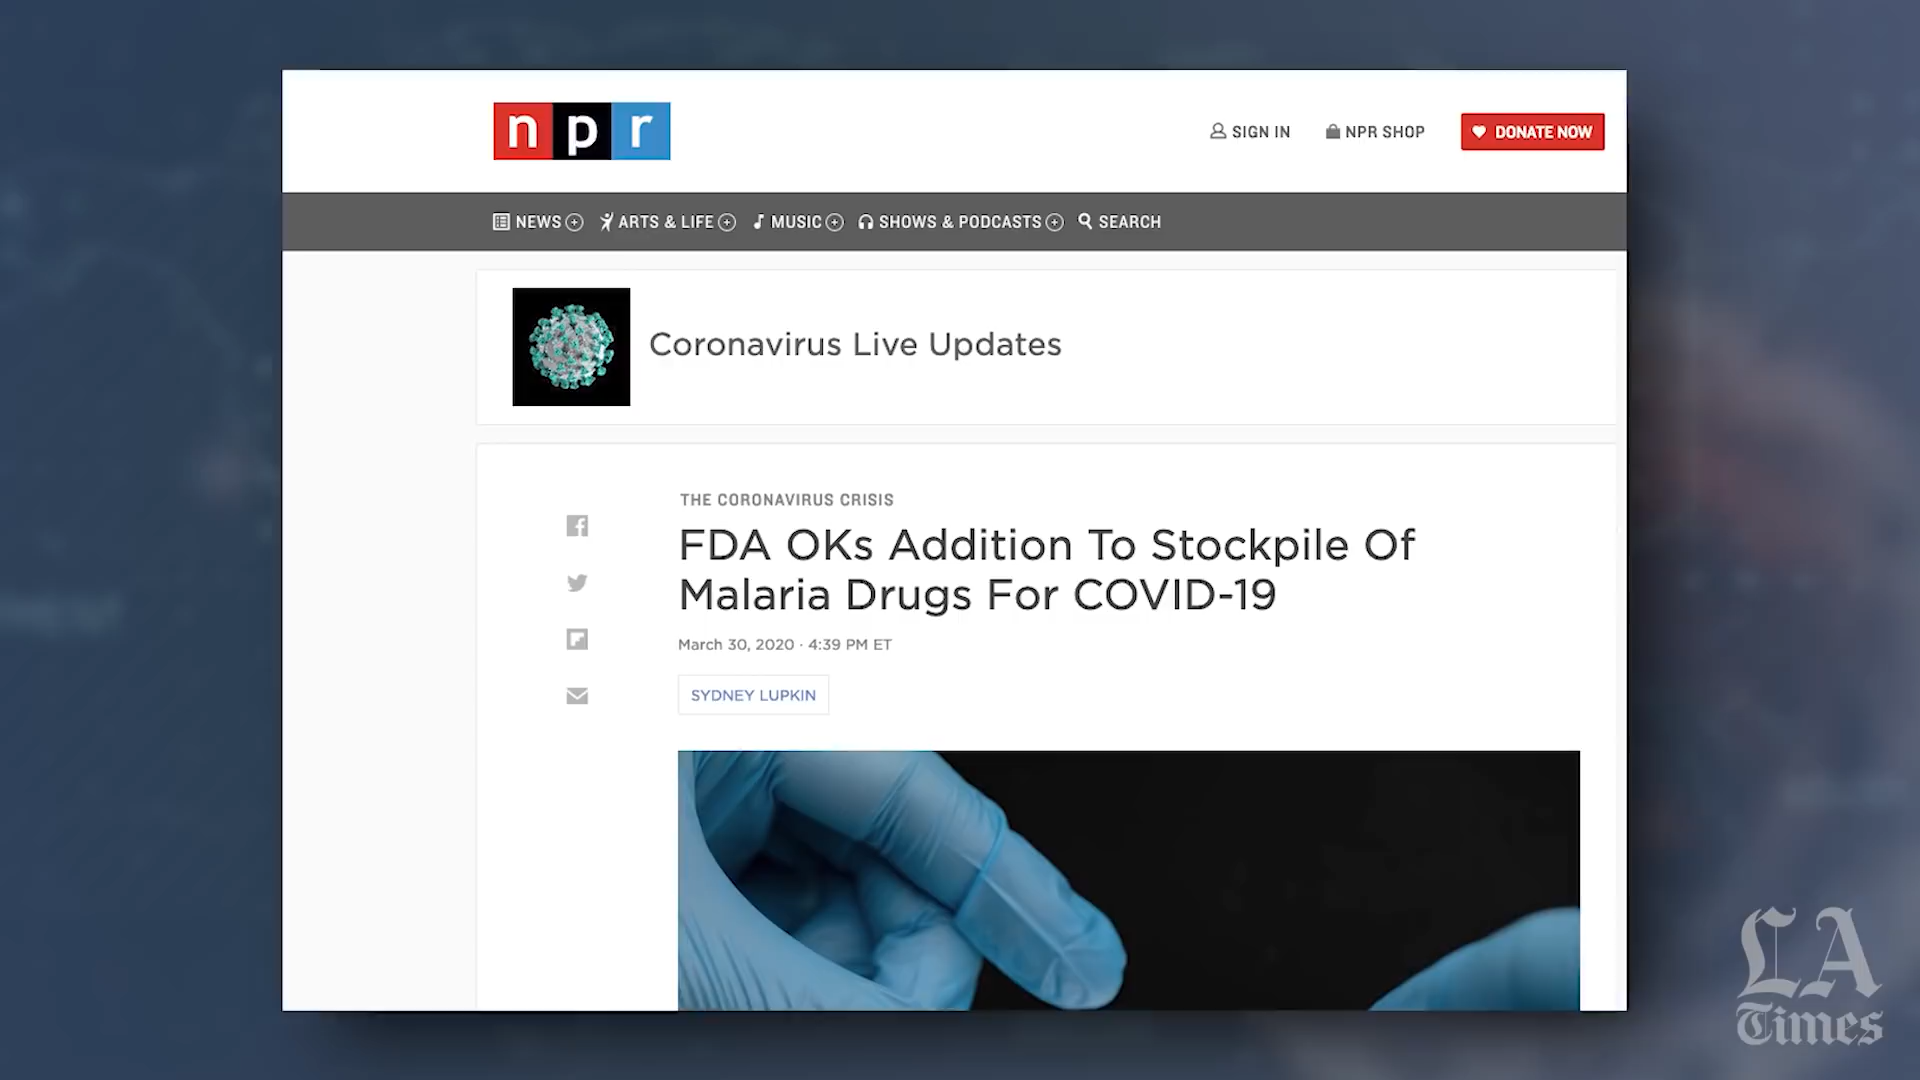 npr
SIGN IN
NPR SHOP
DONATE NOW
NEWS
ARTS & LIFE
MUSIC
SHOWS & PODCASTS
SEARCH
Coronavirus Live Updates
THE CORONAVIRUS CRISIS
FDA OKs Addition To Stockpile Of
Malaria Drugs For COVID-19
March 30, 2020 · 4:39 PM ET
SYDNEY LUPKIN
LA
Times